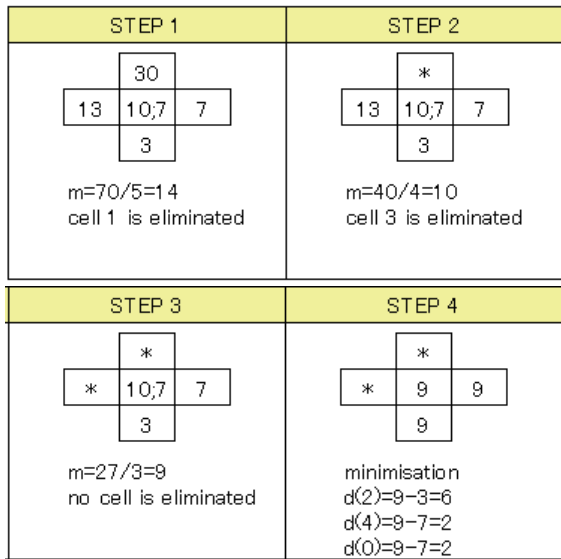 STEP 1
30
13 10;7 7
3
m=70/5=14
cell 1 is eliminated
STEP 2
*
13 10;7 7
3
m=40/4=10
cell 3 is eliminated
STEP 3
*
* 10;7 7
3
m=27/3=9
no cell is eliminated
STEP 4
*
* 9 9
9
minimisation
d(2)=9-3=6
d(4)=9-7=2
d(0)=9-7=2